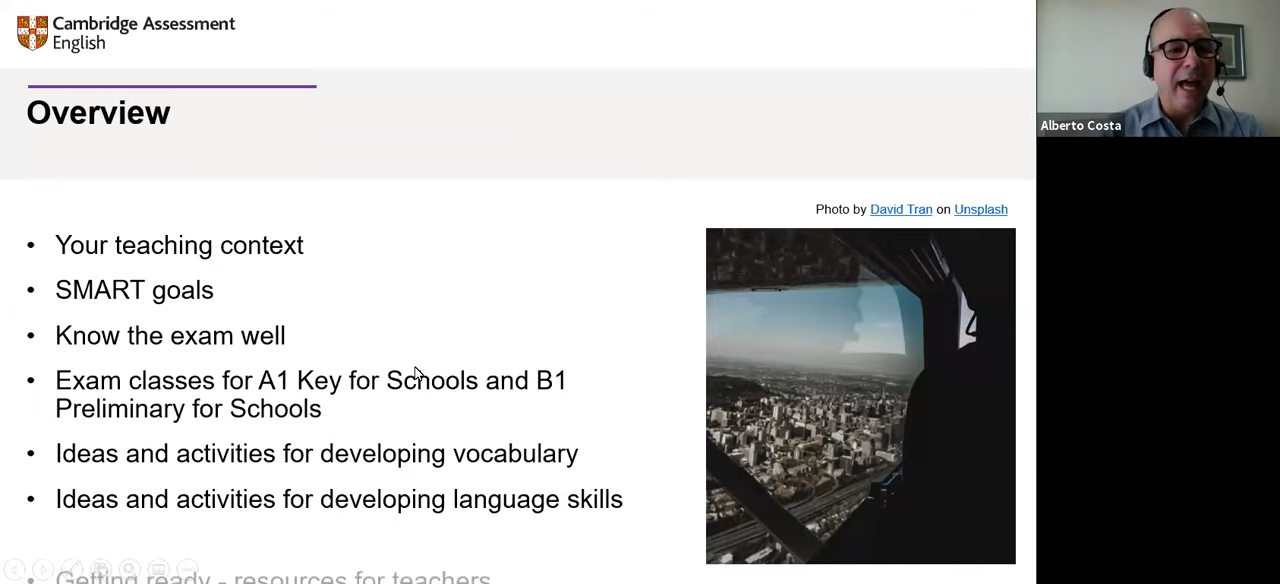 Cambridge Assessment
English
Overview
Alberto Costa
Photo by David Tran on Unsplash
• Your teaching context
• SMART goals
• Know the exam well
• Exam classes for A1 Key for Schools and B1
Preliminary for Schools
• Ideas and activities for developing vocabulary
• Ideas and activities for developing language skills
• Getting ready - resources for teachers